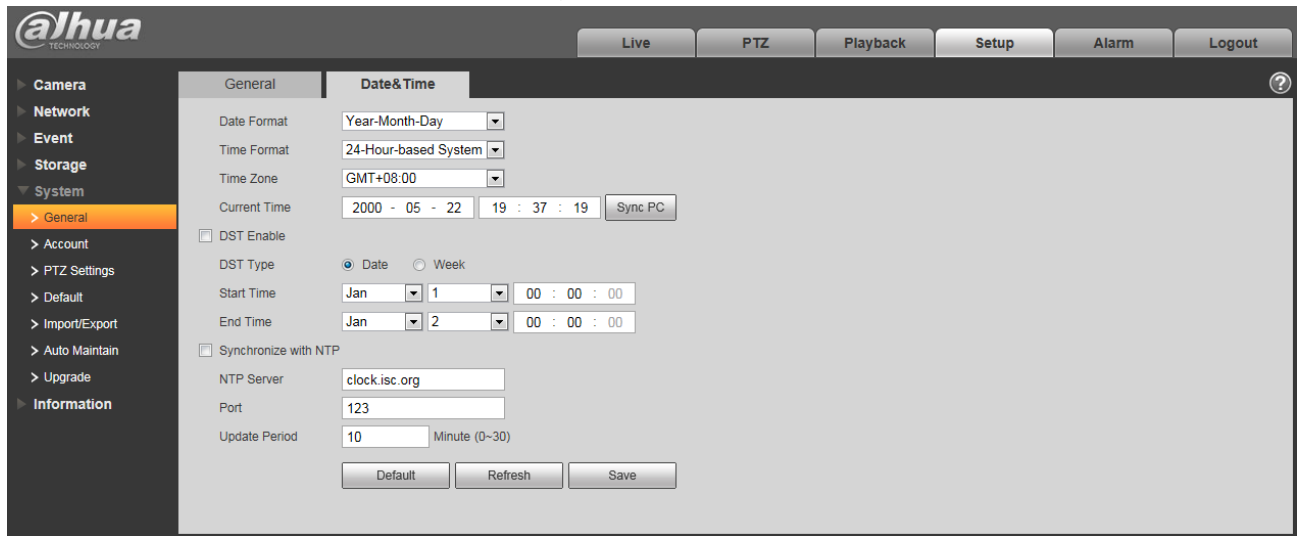 alhua
TECHNOLOGY
Live PTZ Playback Setup Alarm Logout
Camera
Network
Event
Storage
System
> General
> Account
> PTZ Settings
> Default
> Import/Export
> Auto Maintain
> Upgrade
Information
General Date&Time ?
Date Format Year-Month-Day
Time Format 24-Hour-based System
Time Zone GMT+08:00
Current Time 2000 - 05 - 22 19 : 37 : 19 Sync PC
DST Enable
DST Type Date Week
Start Time Jan 1 00 : 00 : 00
End Time Jan 2 00 : 00 : 00
Synchronize with NTP
NTP Server clock.isc.org
Port 123
Update Period 10 Minute (0~30)
Default Refresh Save